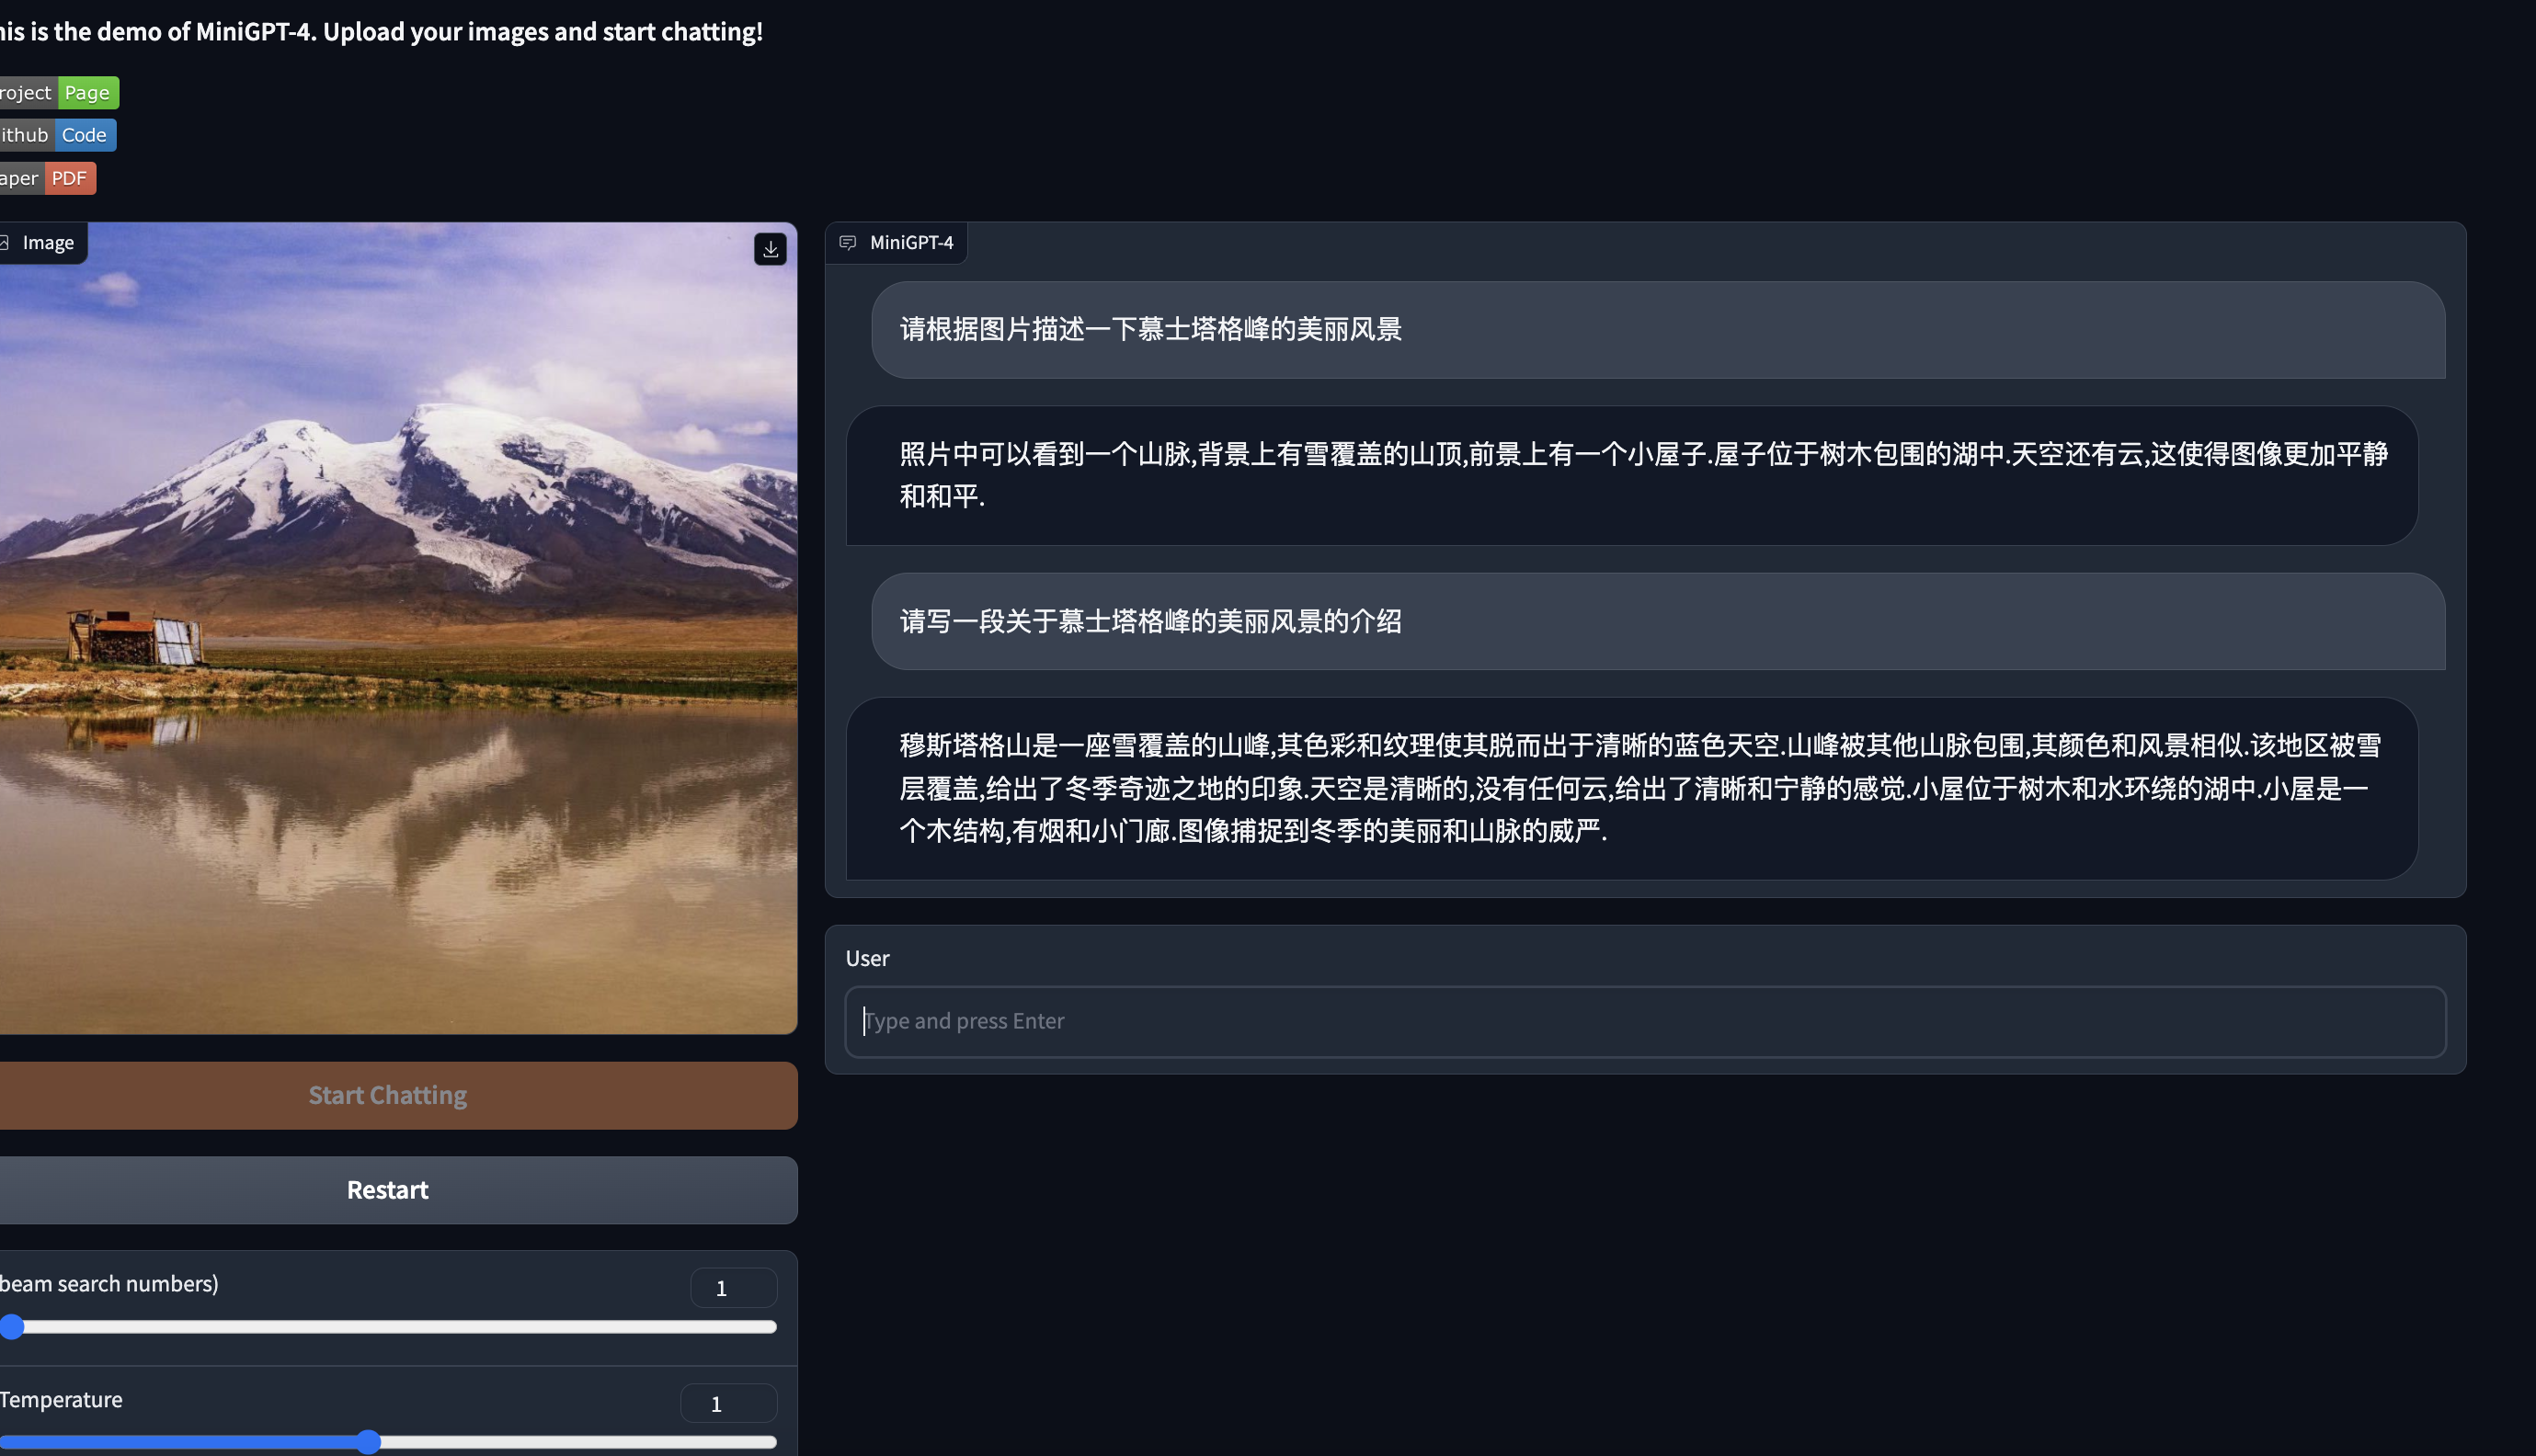 his is the demo of MiniGPT-4. Upload your images and start chatting!
roject Page
ithub Code
aper PDF
Image
MiniGPT-4
请根据图片描述一下慕士塔格峰的美丽风景
照片中可以看到一个山脉,背景上有雪覆盖的山顶,前景上有一个小屋子.屋子位于树木包围的湖中.天空还有云,这使得图像更加平静
和和平.
请写一段关于慕士塔格峰的美丽风景的介绍
穆斯塔格山是一座雪覆盖的山峰,其色彩和纹理使其脱而出于清晰的蓝色天空.山峰被其他山脉包围,其颜色和风景相似.该地区被雪
层覆盖,给出了冬季奇迹之地的印象.天空是清晰的,没有任何云,给出了清晰和宁静的感觉.小屋位于树木和水环绕的湖中.小屋是一
个木结构,有烟和小门廊.图像捕捉到冬季的美丽和山脉的威严.
User
Type and press Enter
Start Chatting
Restart
beam search numbers)
1
Temperature
1